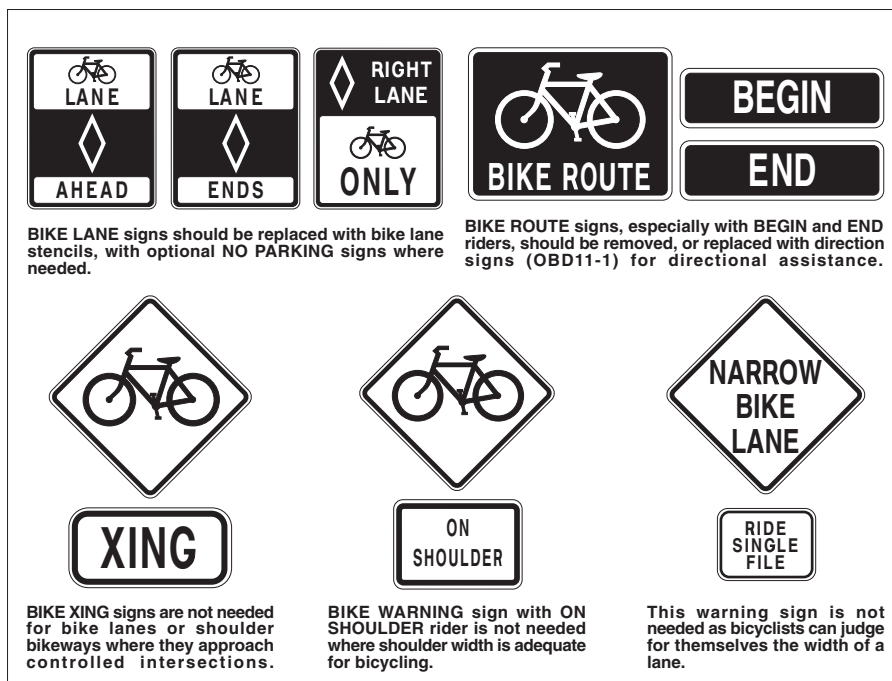 LANE
AHEAD
LANE
ENDS
RIGHT
LANE
ONLY
BIKE ROUTE
BEGIN
END
BIKE LANE signs should be replaced with bike lane
stencils, with optional NO PARKING signs where
needed.
BIKE ROUTE signs, especially with BEGIN and END
riders, should be removed, or replaced with direction
signs (OBD11-1) for directional assistance.
XING
BIKE XING signs are not needed
for bike lanes or shoulder
bikeways where they approach
controlled intersections.
ON
SHOULDER
BIKE WARNING sign with ON
SHOULDER rider is not needed
where shoulder width is adequate
for bicycling.
NARROW
BIKE
LANE
RIDE
SINGLE
FILE
This warning sign is not
needed as bicyclists can judge
for themselves the width of a
lane.